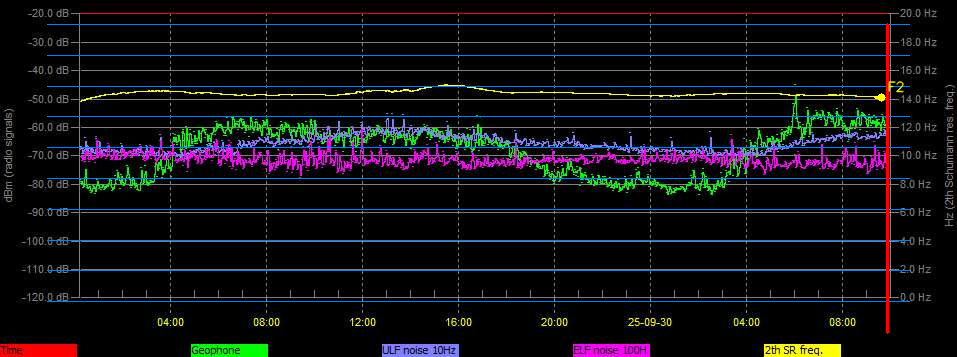 -20.0 dB
20.0 Hz
-30.0 dB
18.0 Hz
-40.0 dB
16.0 Hz
F2
-50.0 dB
14.0 Hz
-60.0 dB
12.0 Hz
-70.0 dB
10.0 Hz
-80.0 dB
8.0 Hz
-90.0 dB
6.0 Hz
-100.0 dB
4.0 Hz
-110.0 dB
2.0 Hz
-120.0 dB
0.0 Hz
dBm (radio signals)
Hz (2th Schumann res. freq.)
04:00 08:00 12:00 16:00 20:00 25-09-30 04:00 08:00
Time Geophone ULF noise 10Hz ELF noise 100H 2th SR freq.